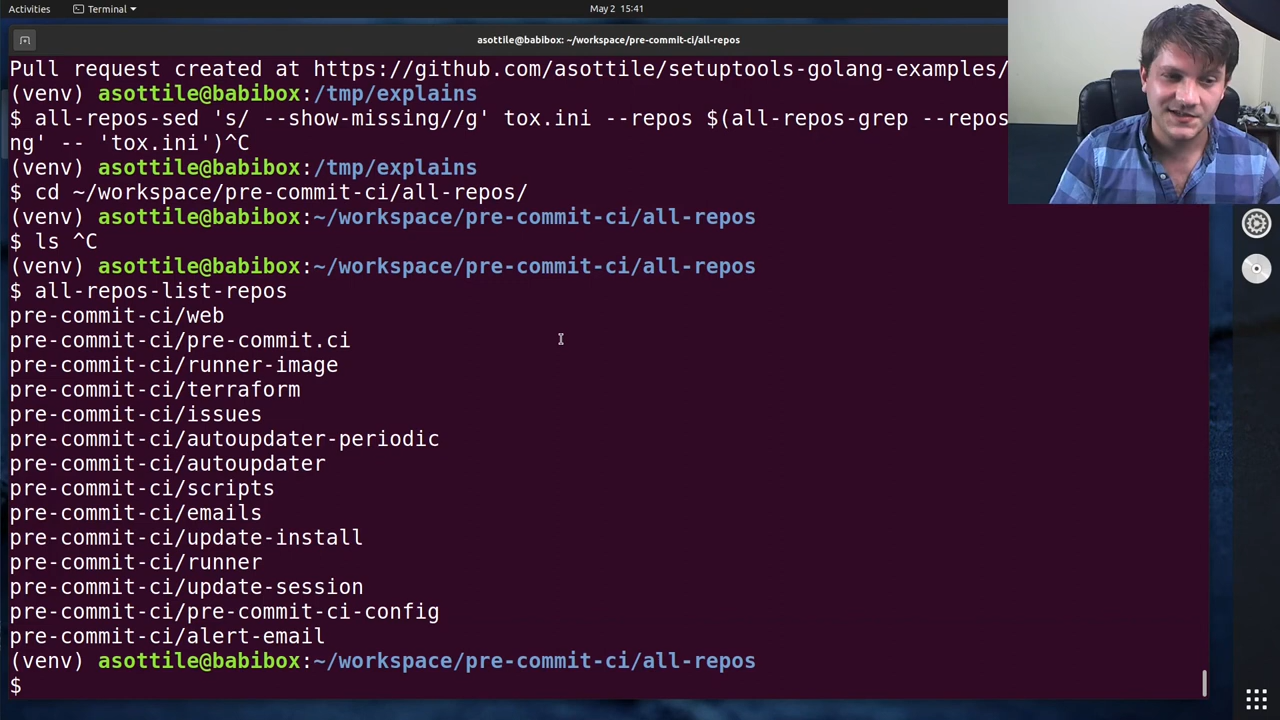 Activities
Terminal
May 2 15:41
asottile@babibox: ~/workspace/pre-commit-ci/all-repos
Pull request created at https://github.com/asottile/setuptools-golang-examples/
(venv) asottile@babibox:/tmp/explains
$ all-repos-sed 's/ --show-missing//g' tox.ini --repos $(all-repos-grep --repos
ng' -- 'tox.ini')^C
(venv) asottile@babibox:/tmp/explains
$ cd ~/workspace/pre-commit-ci/all-repos/
(venv) asottile@babibox:~/workspace/pre-commit-ci/all-repos
$ ls ^C
(venv) asottile@babibox:~/workspace/pre-commit-ci/all-repos
$ all-repos-list-repos
pre-commit-ci/web
pre-commit-ci/pre-commit.ci
pre-commit-ci/runner-image
pre-commit-ci/terraform
pre-commit-ci/issues
pre-commit-ci/autoupdater-periodic
pre-commit-ci/autoupdater
pre-commit-ci/scripts
pre-commit-ci/emails
pre-commit-ci/update-install
pre-commit-ci/runner
pre-commit-ci/update-session
pre-commit-ci/pre-commit-ci-config
pre-commit-ci/alert-email
(venv) asottile@babibox:~/workspace/pre-commit-ci/all-repos
$